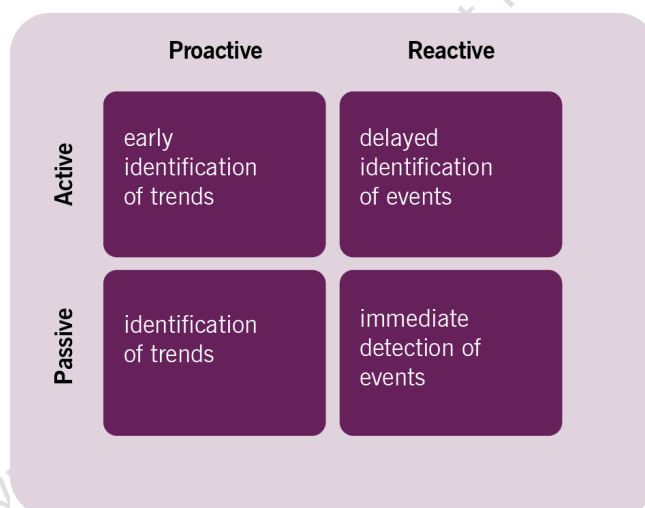 Proactive Reactive
Active
early
identification
of trends
delayed
identification
of events
Passive
identification
of trends
immediate
detection of
events